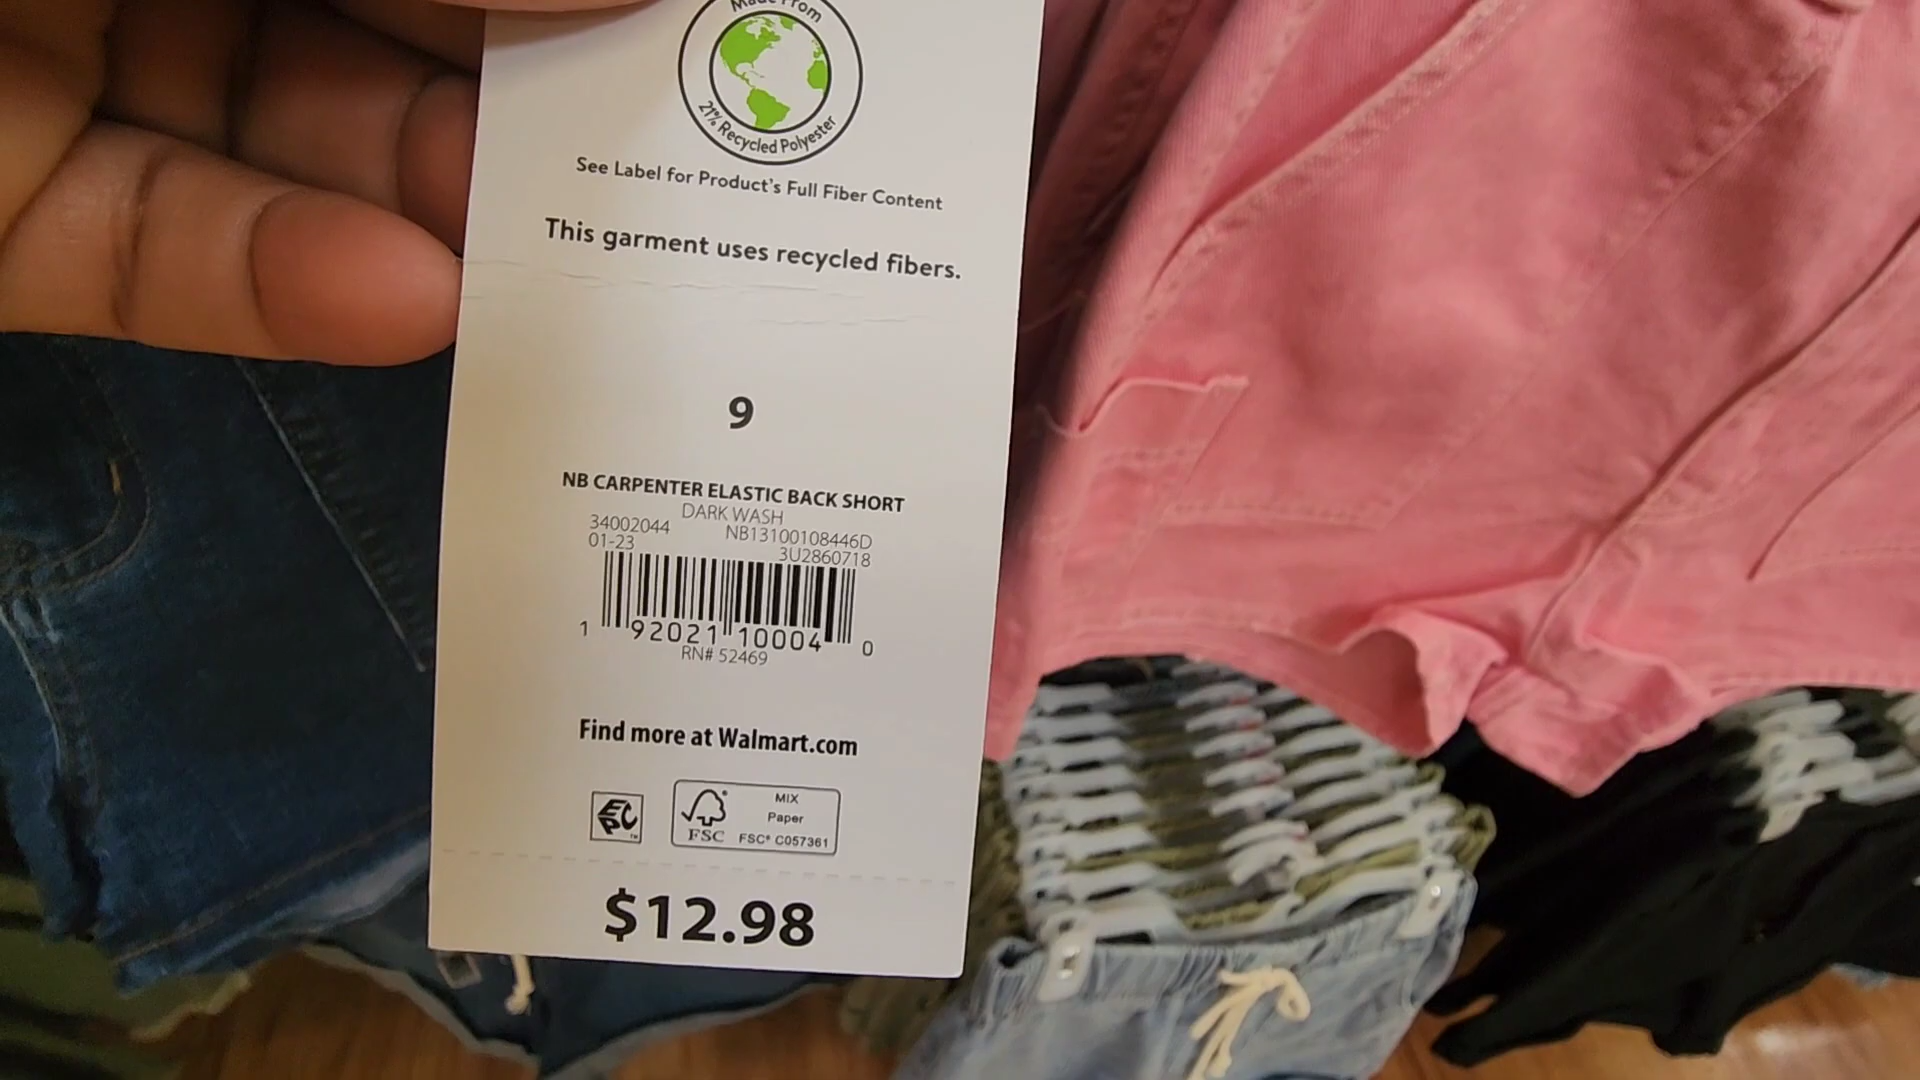 Made From
21% Recycled Polyester
See Label for Product's Full Fiber Content
This garment uses recycled fibers.
9
NB CARPENTER ELASTIC BACK SHORT
DARK WASH
34002044 NB13100108446D
01-23 3U2860718
1 92021 10004 0
RN# 52469
Find more at Walmart.com
EPC™
FSC
MIX
Paper
FSC® C057361
$12.98